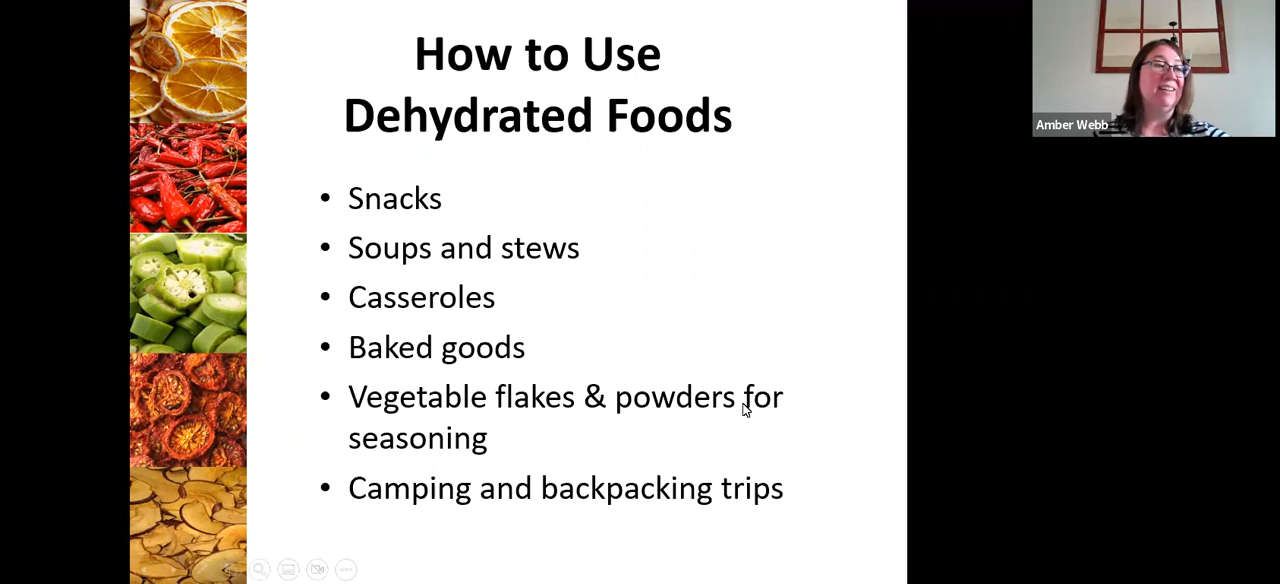 How to Use
Dehydrated Foods
• Snacks
• Soups and stews
• Casseroles
• Baked goods
• Vegetable flakes & powders for
seasoning
• Camping and backpacking trips
Amber Webb